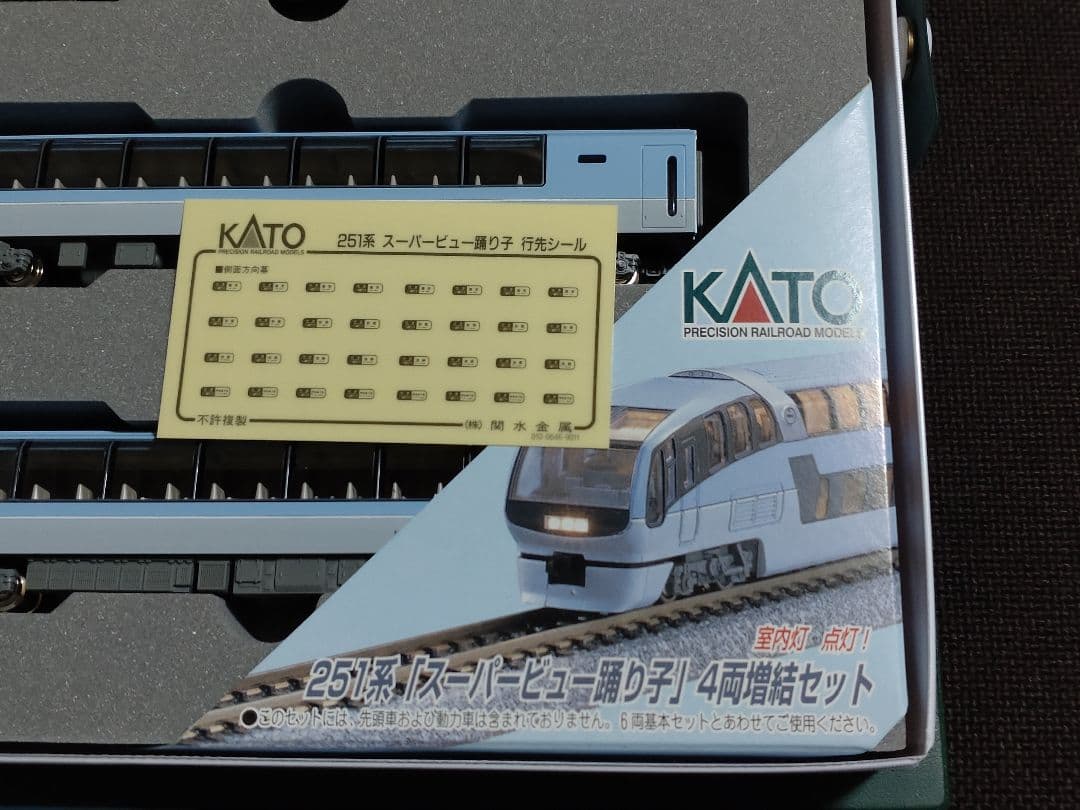 KATO
PRECISION RAILROAD MODELS
251系 スーパービュー踊り子 行先シール
■側面方向幕
不許複製
(株) 関水金属
KATO
PRECISION RAILROAD MODELS
室内灯 点灯!
251系「スーパービュー踊り子」4両増結セット
●このセットには、先頭車および動力車は含まれておりません。6両基本セットとあわせてご使用ください。